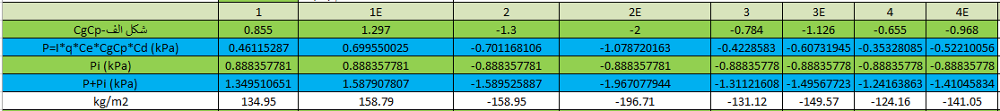 1 1E 2 2E 3 3E 4 4E
CgCp-شکل الف 0.855 1.297 -1.3 -2 -0.784 -1.126 -0.655 -0.968
P=I*q*Ce*CgCp*Cd (kPa) 0.46115287 0.699550025 -0.701168106 -1.078720163 -0.4228583 -0.60731945 -0.35328085 -0.52210056
Pi (kPa) 0.888357781 0.888357781 -0.888357781 -0.888357781 -0.88835778 -0.88835778 -0.88835778 -0.88835778
P+Pi (kPa) 1.349510651 1.587907807 -1.589525887 -1.967077944 -1.31121608 -1.49567723 -1.24163863 -1.41045834
kg/m2 134.95 158.79 -158.95 -196.71 -131.12 -149.57 -124.16 -141.05